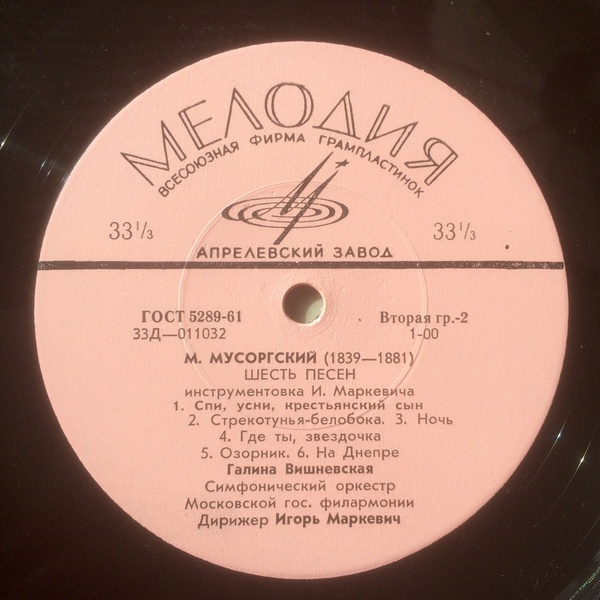 МЕЛОДИЯ
ВСЕСОЮЗНАЯ ФИРМА ГРАМПЛАСТИНОК
33⅓ 33⅓
АПРЕЛЕВСКИЙ ЗАВОД
ГОСТ 5289-61 Вторая гр.-2
33Д—011032 1-00
М. МУСОРГСКИЙ (1839—1881)
ШЕСТЬ ПЕСЕН
инструментовка И. Маркевича
1. Спи, усни, крестьянский сын
2. Стрекотунья-белобока. 3. Ночь
4. Где ты, звездочка
5. Озорник. 6. На Днепре
Галина Вишневская
Симфонический оркестр
Московской гос. филармонии
Дирижер Игорь Маркевич